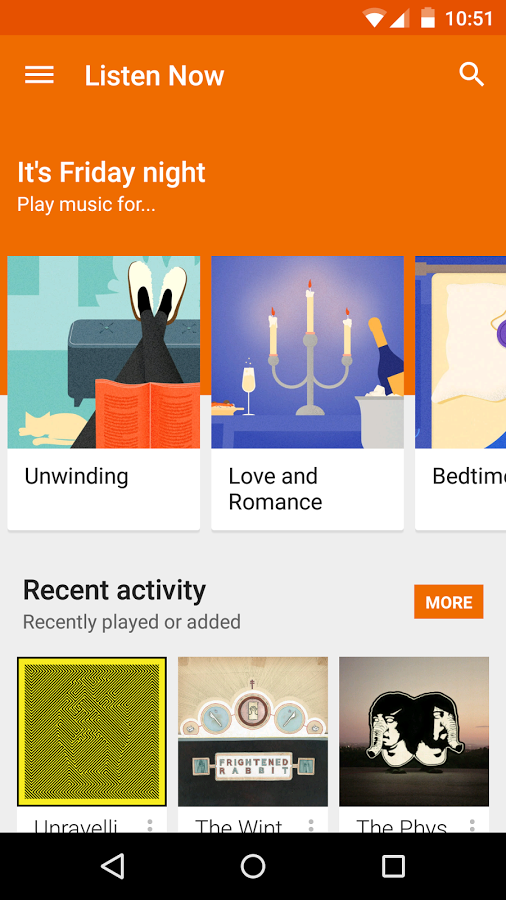 10:51
Listen Now
It's Friday night
Play music for...
Unwinding
Love and
Romance
Bedtim
Recent activity
Recently played or added
MORE
FRIGHTENED
RABBIT
Unravelli
The Wint
The Phys